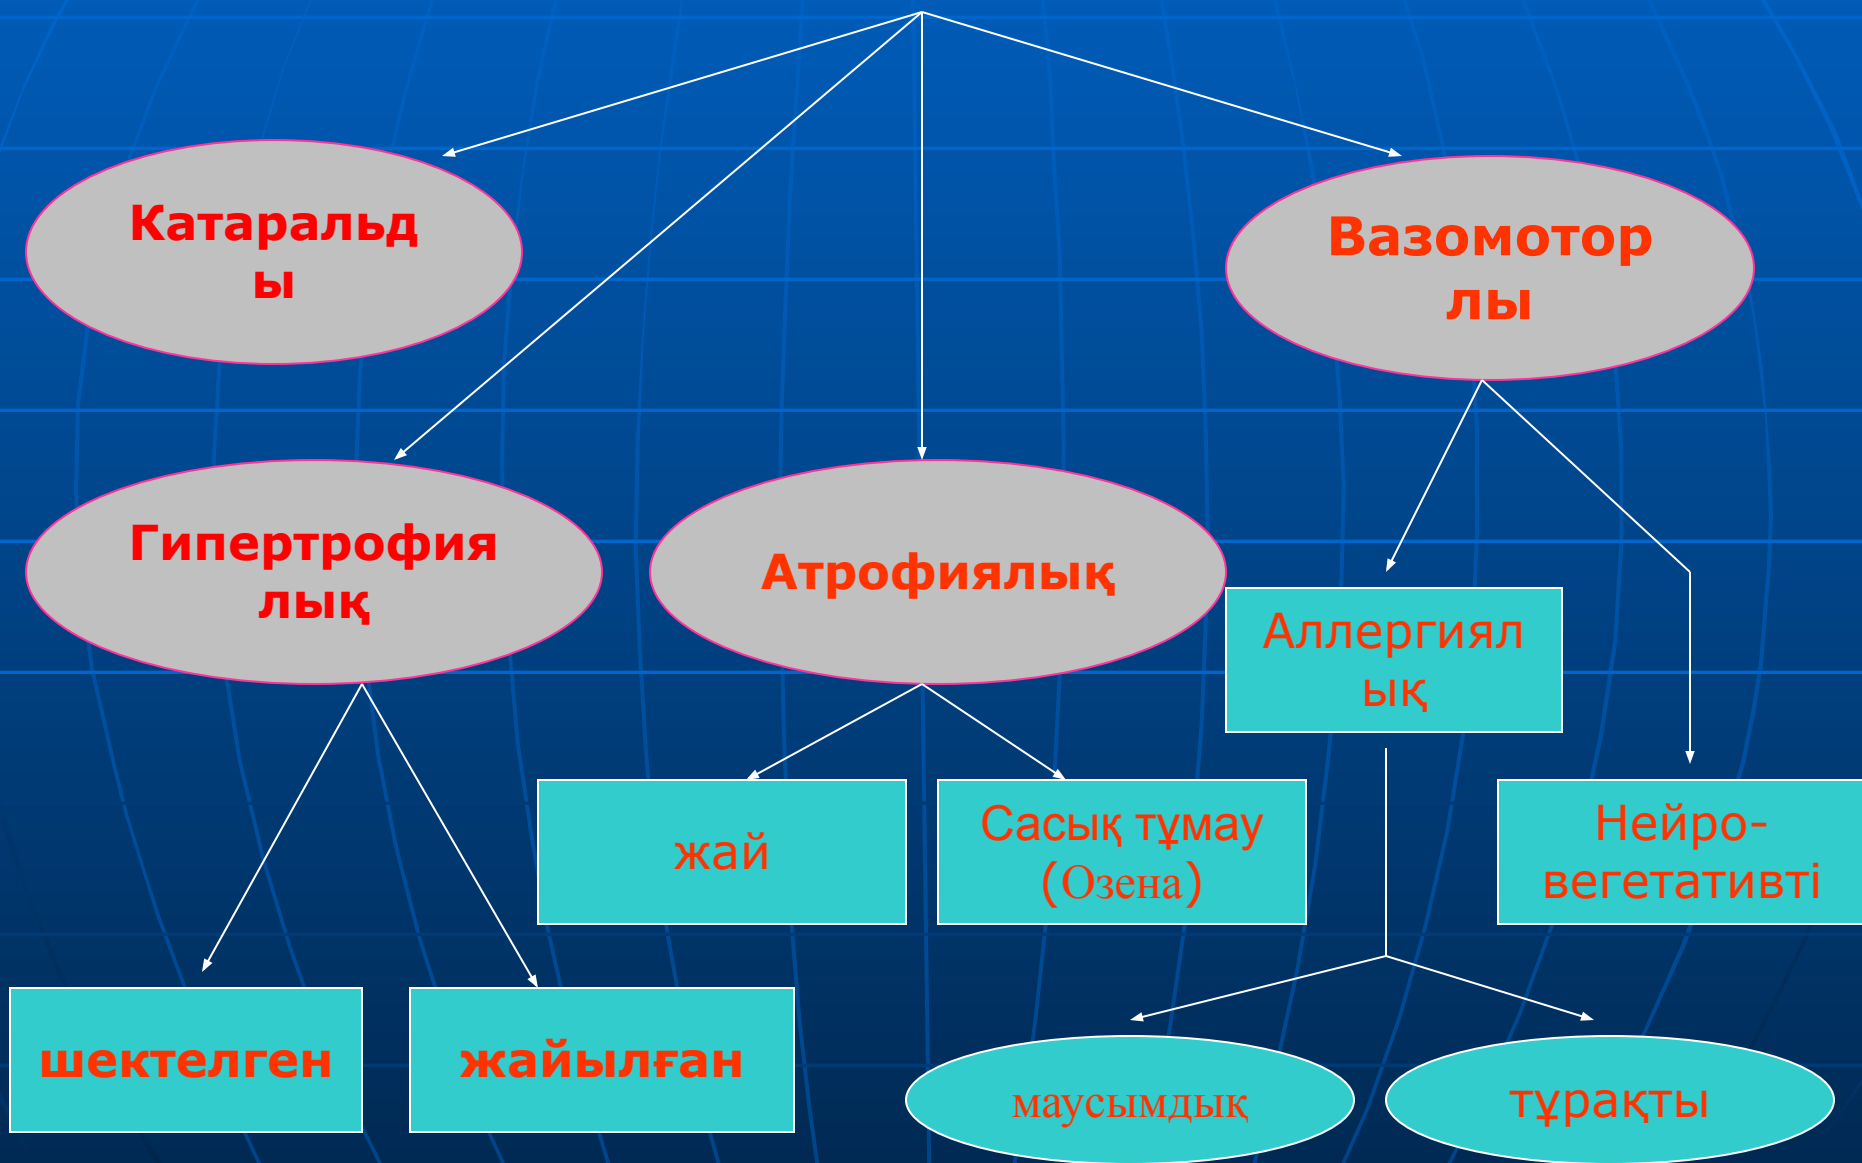 Катаральд
ы
Вазомотор
лы
Гипертрофия
лық
Атрофиялық
Аллергиял
ық
жай
Сасық тұмау
(Озена)
Нейро-
вегетативті
шектелген
жайылған
маусымдық
тұрақты